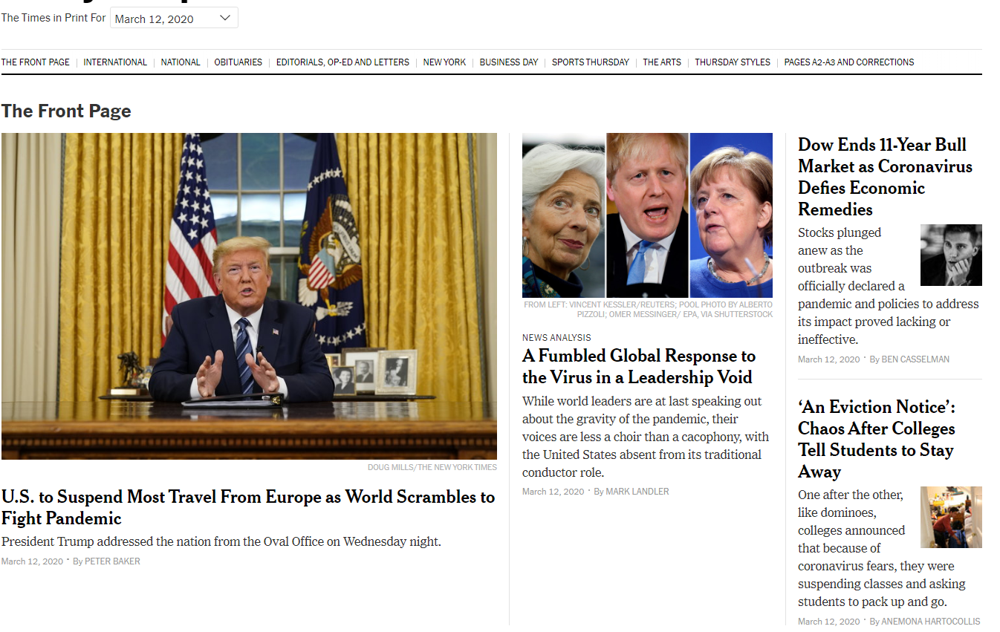 The Times in Print For March 12, 2020
THE FRONT PAGE INTERNATIONAL NATIONAL OBITUARIES EDITORIALS, OP-ED AND LETTERS NEW YORK BUSINESS DAY SPORTS THURSDAY THE ARTS THURSDAY STYLES PAGES A2-A3 AND CORRECTIONS
The Front Page
DOUG MILLS/THE NEW YORK TIMES
U.S. to Suspend Most Travel From Europe as World Scrambles to
Fight Pandemic
President Trump addressed the nation from the Oval Office on Wednesday night.
March 12, 2020 • By PETER BAKER
FROM LEFT: VINCENT KESSLER/REUTERS; POOL PHOTO BY ALBERTO
PIZZOLI; OMER MESSINGER/ EPA, VIA SHUTTERSTOCK
NEWS ANALYSIS
A Fumbled Global Response to
the Virus in a Leadership Void
While world leaders are at last speaking out
about the gravity of the pandemic, their
voices are less a choir than a cacophony, with
the United States absent from its traditional
conductor role.
March 12, 2020 • By MARK LANDLER
Dow Ends 11-Year Bull
Market as Coronavirus
Defies Economic
Remedies
Stocks plunged
anew as the
outbreak was
officially declared a
pandemic and policies to address
its impact proved lacking or
ineffective.
March 12, 2020 • By BEN CASSELMAN
‘An Eviction Notice’:
Chaos After Colleges
Tell Students to Stay
Away
One after the other,
like dominoes,
colleges announced
that because of
coronavirus fears, they were
suspending classes and asking
students to pack up and go.
March 12, 2020 • By ANEMONA HARTOCOLLIS